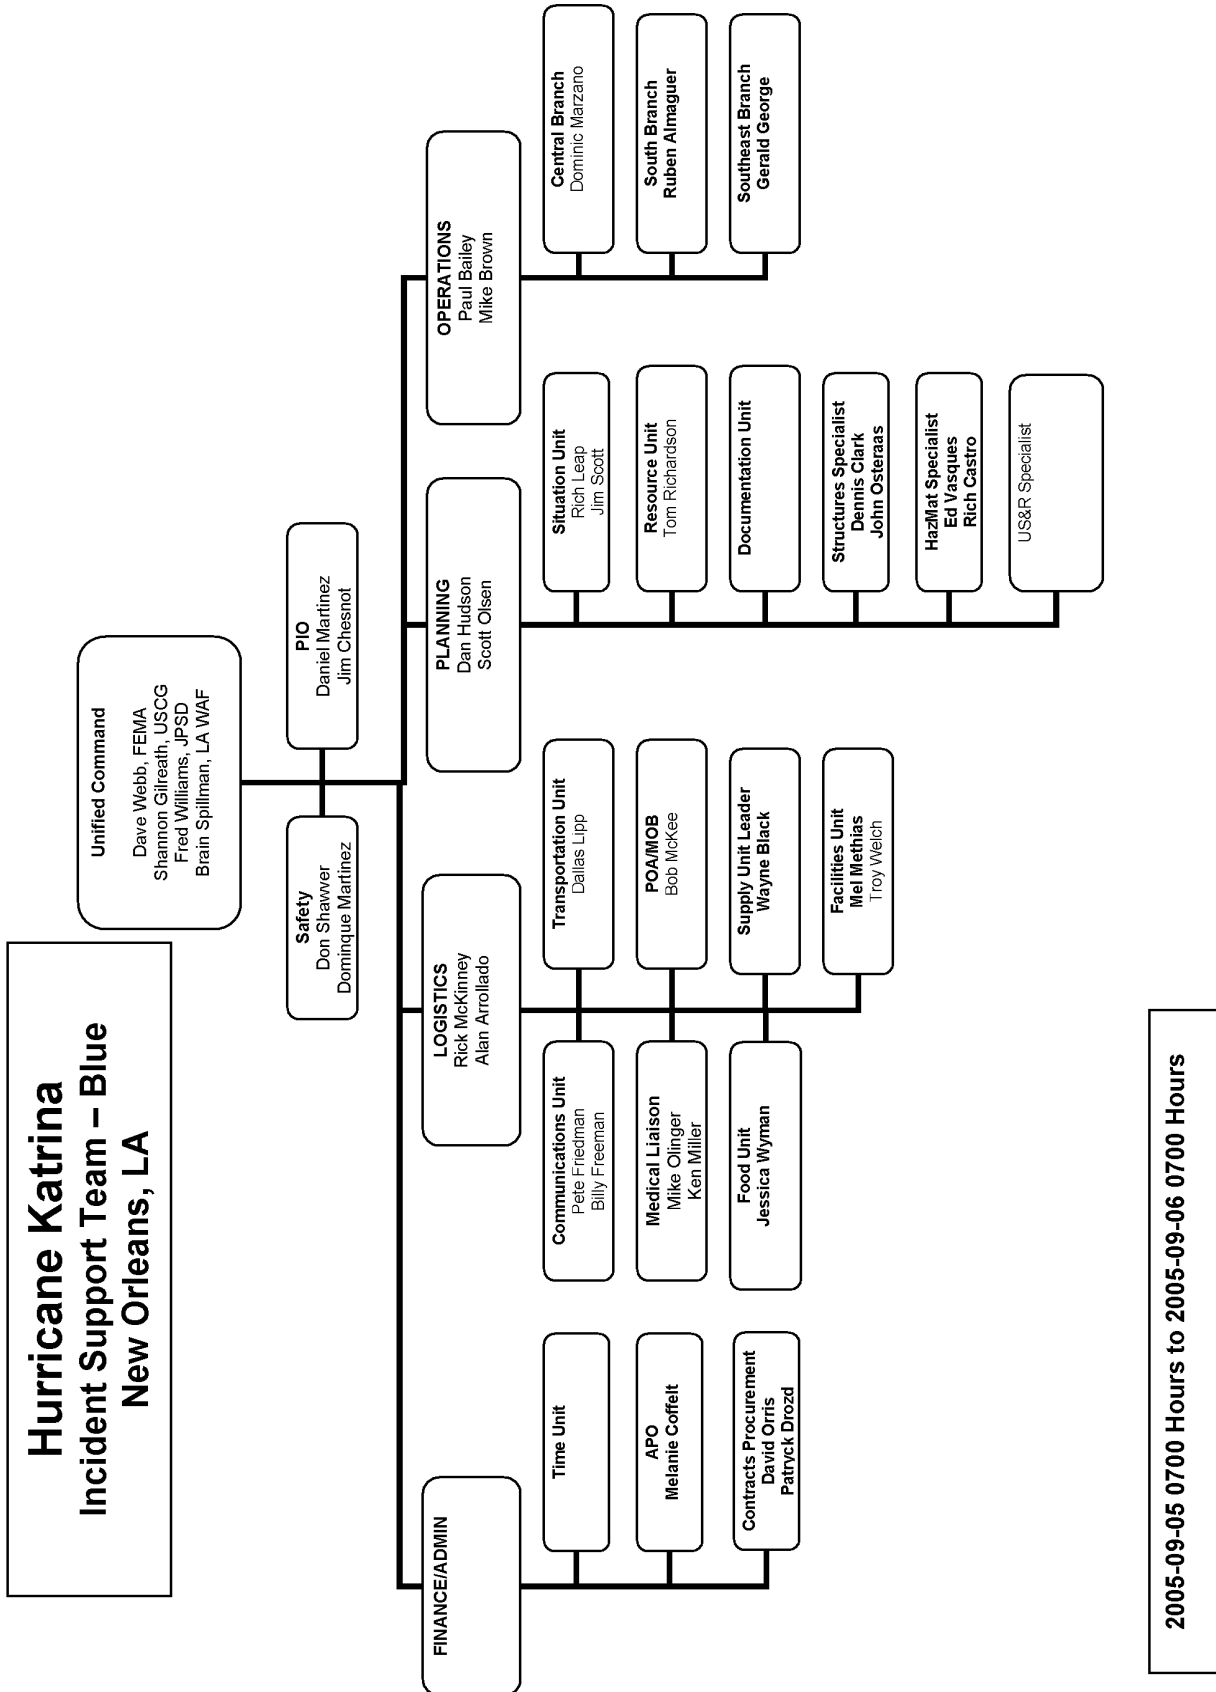 Hurricane Katrina
Incident Support Team – Blue
New Orleans, LA
Unified Command
Dave Webb, FEMA
Shannon Gilreath, USCG
Fred Williams, JPSD
Brain Spillman, LA WAF
Safety
Don Shawver
Dominque Martinez
PIO
Daniel Martinez
Jim Chesnot
FINANCE/ADMIN
LOGISTICS
Rick McKinney
Alan Arrollado
PLANNING
Dan Hudson
Scott Olsen
OPERATIONS
Paul Bailey
Mike Brown
Time Unit
APO
Melanie Coffelt
Contracts Procurement
David Orris
Patryck Drozd
Communications Unit
Pete Friedman
Billy Freeman
Medical Liaison
Mike Olinger
Ken Miller
Food Unit
Jessica Wyman
Transportation Unit
Dallas Lipp
POA/MOB
Bob McKee
Supply Unit Leader
Wayne Black
Facilities Unit
Mel Methias
Troy Welch
Situation Unit
Rich Leap
Jim Scott
Resource Unit
Tom Richardson
Documentation Unit
Structures Specialist
Dennis Clark
John Osteraas
HazMat Specialist
Ed Vasques
Rich Castro
US&R Specialist
Central Branch
Dominic Marzano
South Branch
Ruben Almaguer
Southeast Branch
Gerald George
2005-09-05 0700 Hours to 2005-09-06 0700 Hours